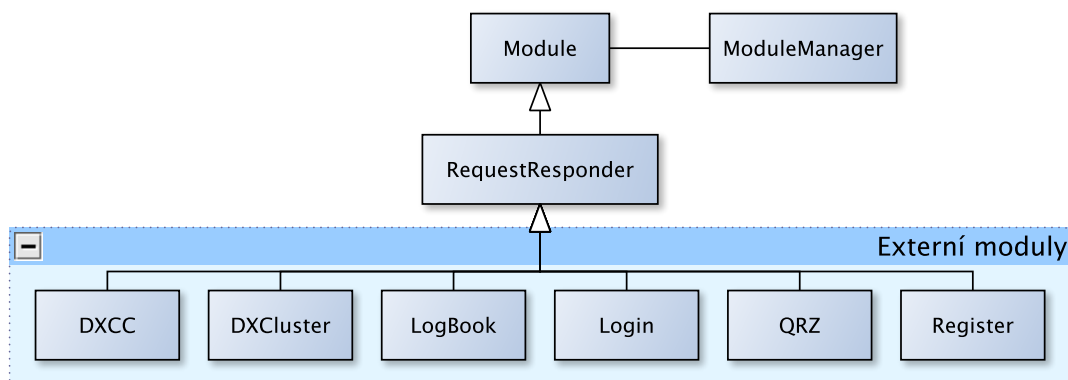 Module
ModuleManager
RequestResponder
Externí moduly
DXCC
DXCluster
LogBook
Login
QRZ
Register